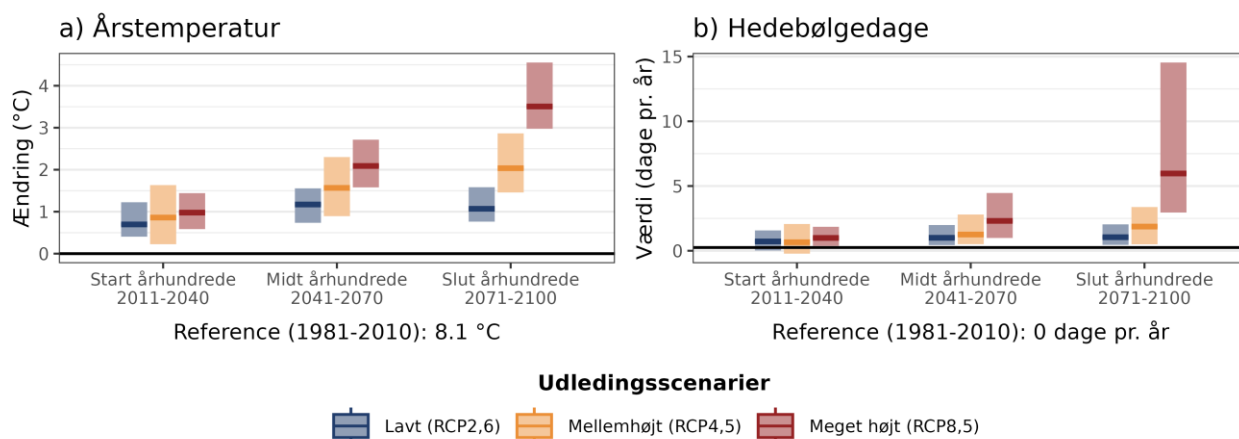 a) Årstemperatur
Ændring (°C)
4
3
2
1
0
Start århundrede
2011-2040
Midt århundrede
2041-2070
Slut århundrede
2071-2100
Reference (1981-2010): 8.1 °C
b) Hedebølgedage
Værdi (dage pr. år)
15
10
5
0
Start århundrede
2011-2040
Midt århundrede
2041-2070
Slut århundrede
2071-2100
Reference (1981-2010): 0 dage pr. år
Udledingsscenarier
Lavt (RCP2,6)
Mellemhøjt (RCP4,5)
Meget højt (RCP8,5)